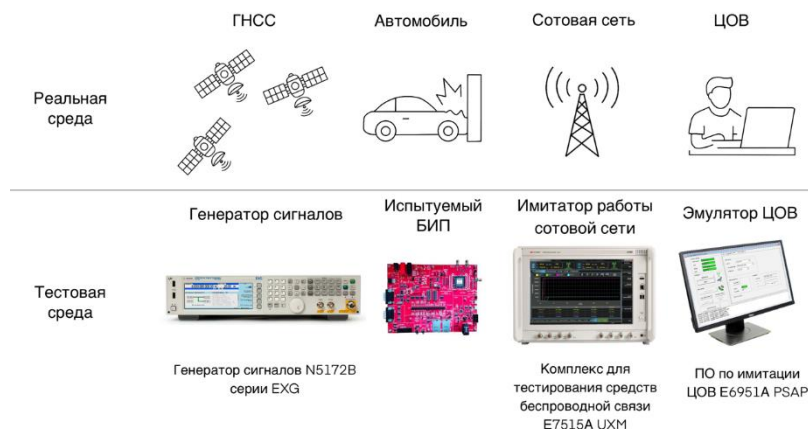 ГНСС
Автомобиль
Сотовая сеть
ЦОВ
Реальная
среда
Генератор сигналов
Испытуемый
БИП
Имитатор работы
сотовой сети
Эмулятор ЦОВ
Тестовая
среда
Генератор сигналов N5172B
серии EXG
Комплекс для
тестирования средств
беспроводной связи
E7515A UXM
ПО по имитации
ЦОВ E6951A PSAP